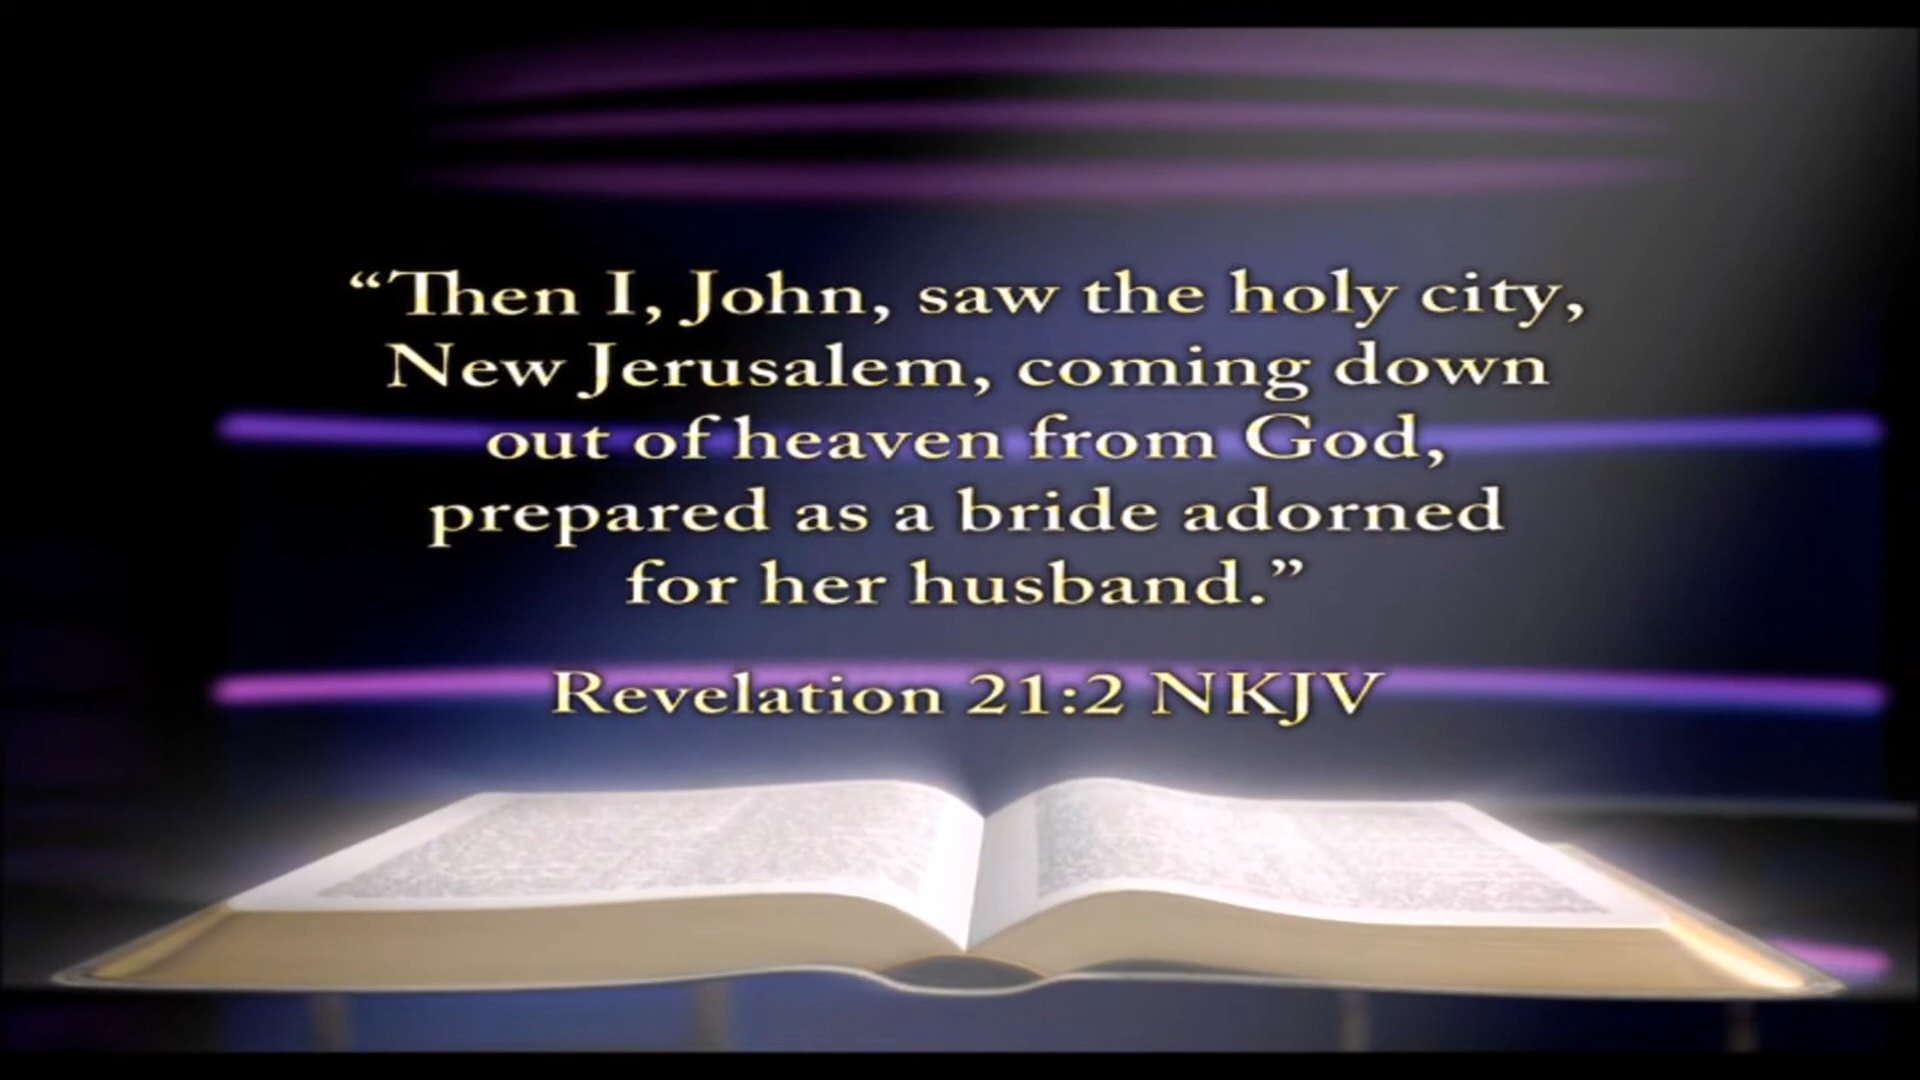 “Then I, John, saw the holy city,
New Jerusalem, coming down
out of heaven from God,
prepared as a bride adorned
for her husband.”
Revelation 21:2 NKJV